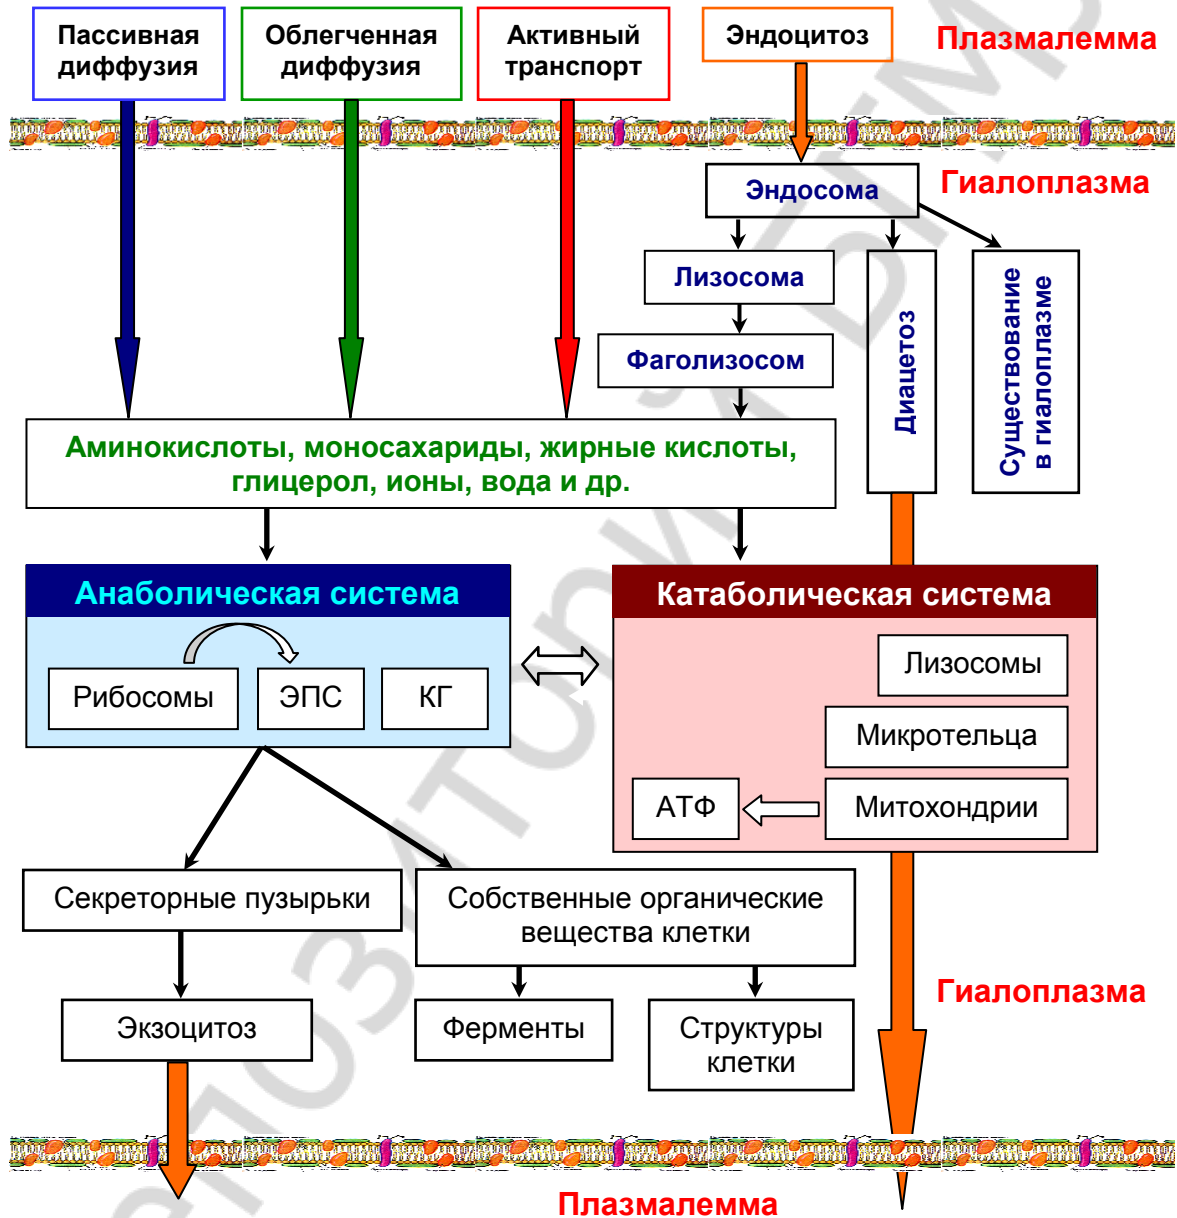 Пассивная
диффузия
Облегченная
диффузия
Активный
транспорт
Эндоцитоз
Плазмалемма
Гиалоплазма
Эндосома
Лизосома
Фаголизосом
Диацетоз
Существование
в гиалоплазме
Аминокислоты, моносахариды, жирные кислоты,
глицерол, ионы, вода и др.
Анаболическая система
Рибосомы
ЭПС
КГ
Катаболическая система
Лизосомы
Микротельца
АТФ
Митохондрии
Секреторные пузырьки
Собственные органические
вещества клетки
Гиалоплазма
Экзоцитоз
Ферменты
Структуры
клетки
Плазмалемма